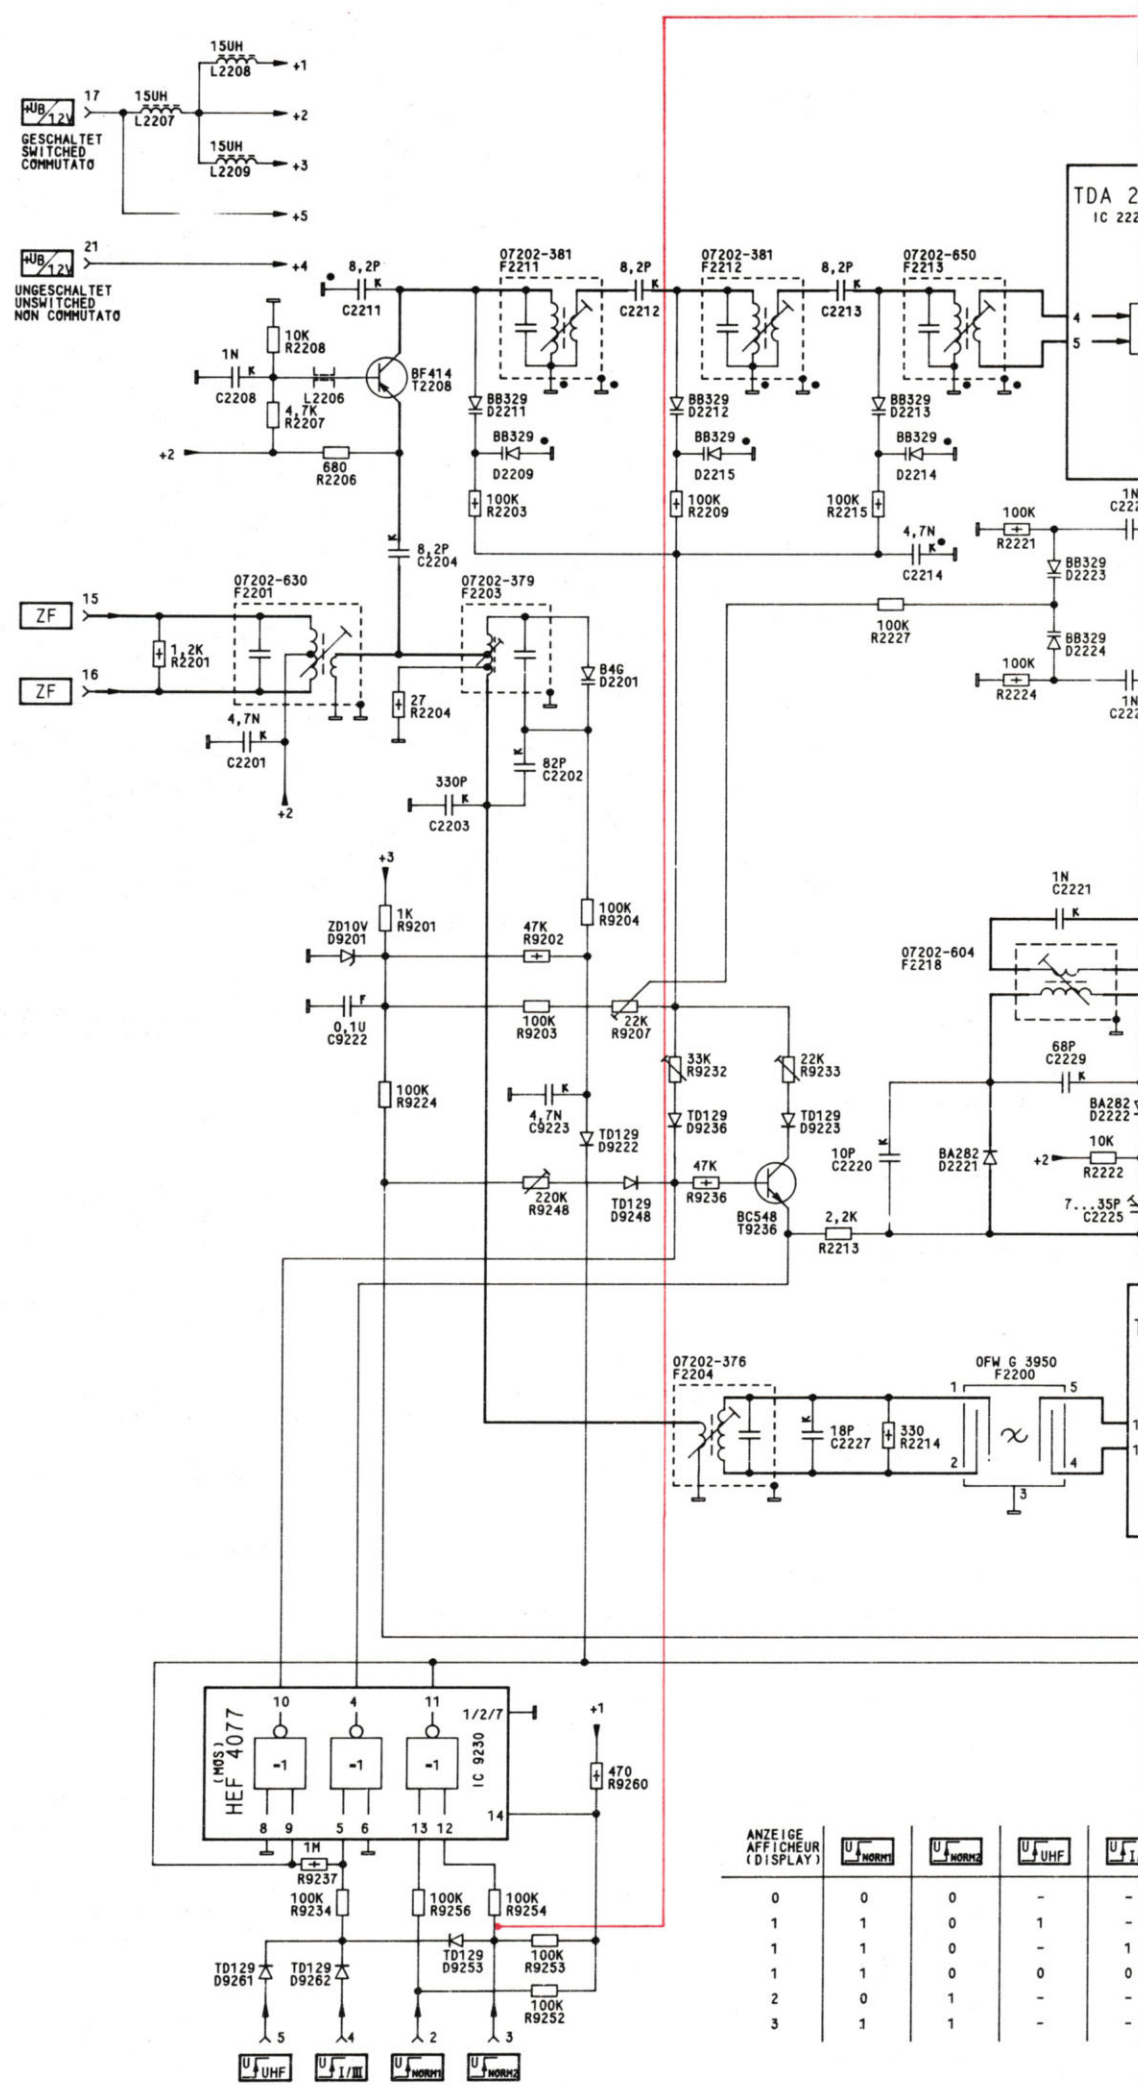 15UH
L2208
+1
+UB/12V
17
15UH
L2207
+2
GESCHALTET
SWITCHED
COMMUTATO
15UH
L2209
+3
+5
+UB/12V
21
+4
UNGESCHALTET
UNSWITCHED
NON COMMUTATO
TDA 2
IC 222
8,2P
K
C2211
07202-381
F2211
8,2P
K
C2212
07202-381
F2212
8,2P
K
C2213
07202-650
F2213
4
5
10K
R2208
1N
K
C2208
L2206
BF414
T2208
4,7K
R2207
+2
680
R2206
BB329
D2211
BB329
D2212
BB329
D2213
BB329
D2209
BB329
D2215
BB329
D2214
100K
R2203
100K
R2209
100K
R2215
4,7N
K
C2214
100K
R2221
1N
BB329
D2223
K
8,2P
C2204
100K
R2227
BB329
D2224
100K
R2224
1N
07202-630
F2201
07202-379
F2203
ZF
15
1,2K
R2201
ZF
16
27
R2204
B4G
D2201
4,7N
K
C2201
+2
K
82P
C2202
330P
K
C2203
+3
1K
R9201
ZD10V
D9201
47K
R9202
100K
R9204
1N
C2221
K
07202-604
F2218
F
0,1U
C9222
100K
R9203
22K
R9207
33K
R9232
22K
R9233
68P
C2229
K
100K
R9224
K
4,7N
C9223
TD129
D9222
TD129
D9236
TD129
D9223
K
10P
C2220
BA282
D2221
BA282
D2222
10K
+2
R2222
220K
R9248
TD129
D9248
47K
R9236
BC548
T9236
2,2K
R2213
7...35P
C2225
07202-376
F2204
K
18P
C2227
330
R2214
OFW G 3950
F2200
1
5
2
4
3
10
4
11
1/2/7
(MOS)
HEF 4077
-1
-1
-1
IC 9230
+1
470
R9260
14
8
9
5
6
13
12
1M
R9237
100K
R9234
100K
R9256
100K
R9254
TD129
D9261
TD129
D9262
TD129
D9253
100K
R9253
100K
R9252
5
4
2
3
U UHF
U I/III
U NORM1
U NORM2
ANZEIGE
AFFICHEUR
(DISPLAY)
U NORM1
U NORM2
U UHF
U I/
0 0 0 - -
1 1 0 1 -
1 1 0 - 1
1 1 0 0 0
2 0 1 - -
3 1 1 - -